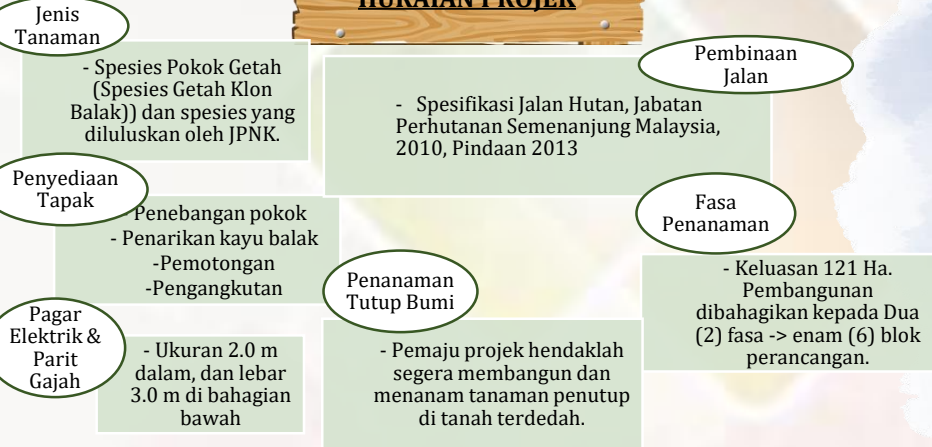 HURAIAN PROJEK
Jenis
Tanaman
- Spesies Pokok Getah
(Spesies Getah Klon
Balak)) dan spesies yang
diluluskan oleh JPNK.
Pembinaan
Jalan
- Spesifikasi Jalan Hutan, Jabatan
Perhutanan Semenanjung Malaysia,
2010, Pindaan 2013
Penyediaan
Tapak
- Penebangan pokok
- Penarikan kayu balak
-Pemotongan
-Pengangkutan
Fasa
Penanaman
- Keluasan 121 Ha.
Pembangunan
dibahagikan kepada Dua
(2) fasa -> enam (6) blok
perancangan.
Pagar
Elektrik &
Parit
Gajah
- Ukuran 2.0 m
dalam, dan lebar
3.0 m di bahagian
bawah
Penanaman
Tutup Bumi
- Pemaju projek hendaklah
segera membangun dan
menanam tanaman penutup
di tanah terdedah.